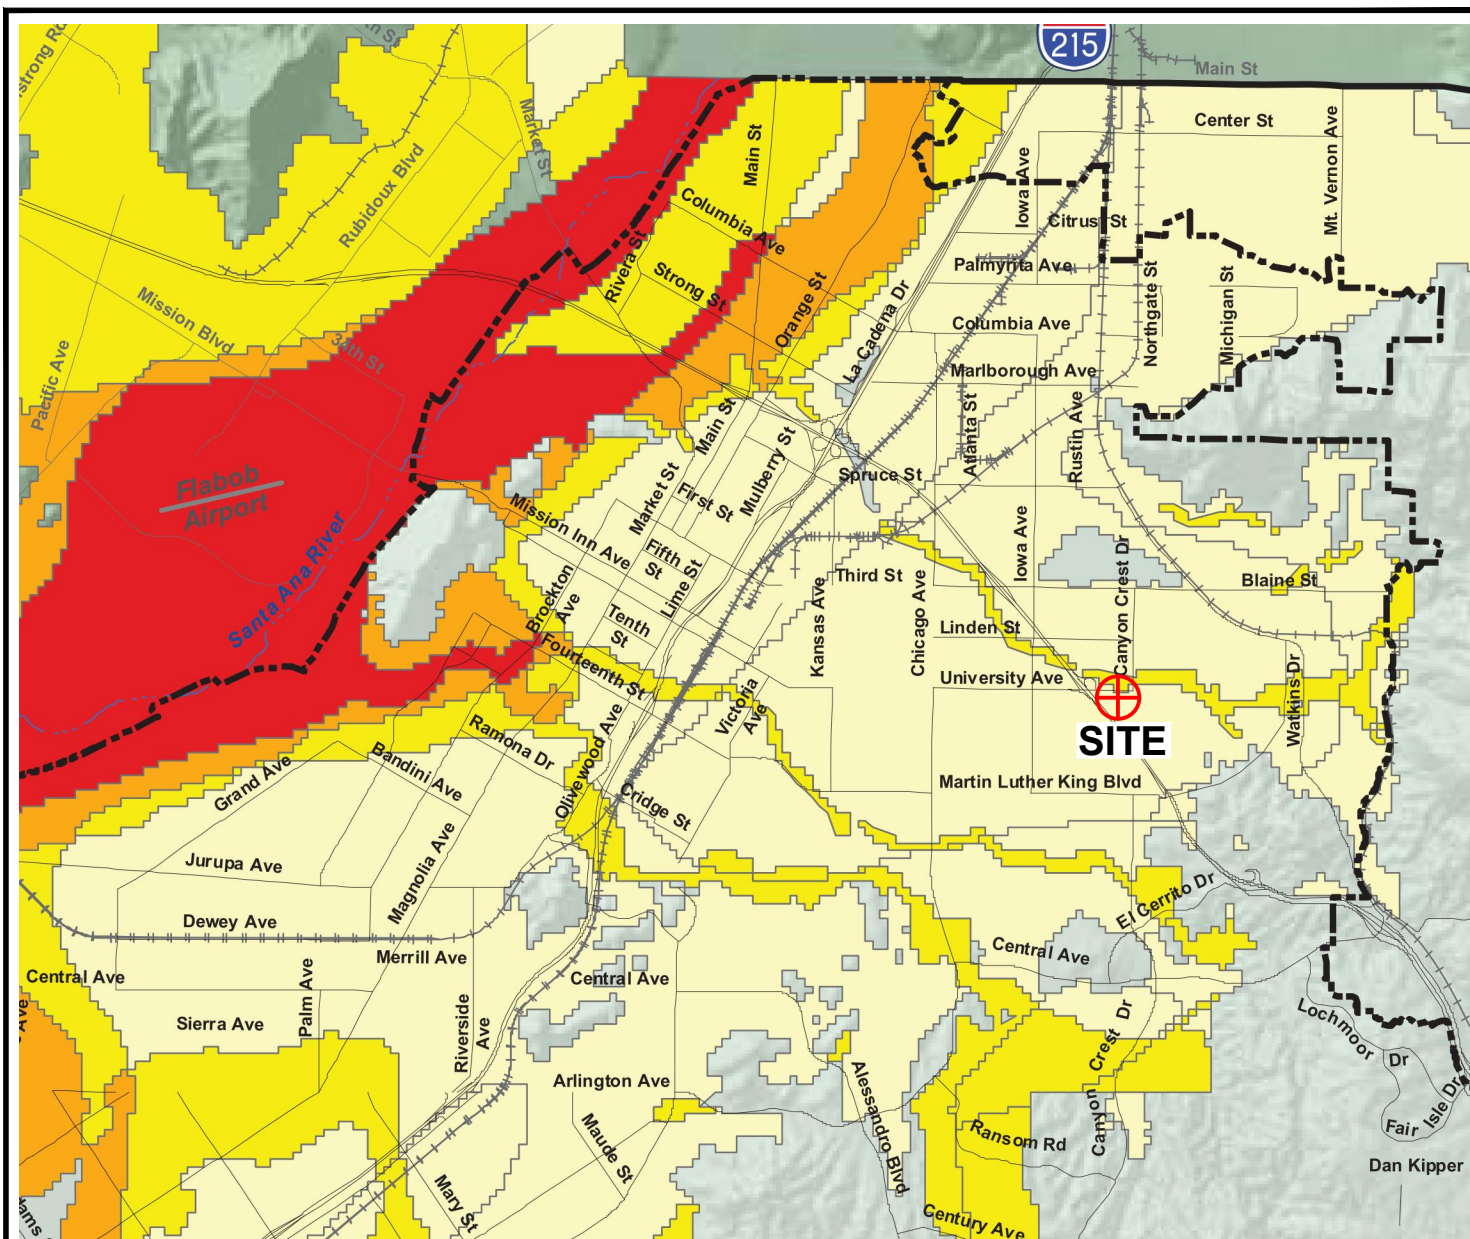 215
Main St
Center St
Mt. Vernon Ave
Iowa Ave
Citrus St
Palmyrita Ave
Northgate St
Michigan St
Columbia Ave
Marlborough Ave
Atlanta St
Rustin Ave
Spruce St
La Cadena Dr
Orange St
Main St
Columbia Ave
Strong St
Rivera St
Market St
Rubidoux Blvd
Mission Blvd
34th St
Pacific Ave
Flabob
Airport
Santa Ana River
Main St
Mulberry St
Market St
First St
Mission Inn Ave
Fifth
St
Lime St
Brockton
Ave
Tenth
St
Fourteenth St
Third St
Kansas Ave
Chicago Ave
Iowa Ave
Canyon Crest Dr
Blaine St
Linden St
University Ave
SITE
Watkins Dr
Martin Luther King Blvd
Victoria
Ave
Olivewood Ave
Ramona Dr
Bandini Ave
Grand Ave
Cridge St
Jurupa Ave
Magnolia Ave
Dewey Ave
Merrill Ave
Central Ave
Central Ave
Central Ave
El Cerrito Dr
Palm Ave
Sierra Ave
Riverside
Ave
Arlington Ave
Maude St
Mary St
Alessandro Blvd
Canyon
Crest
Dr
Ransom Rd
Century Ave
Lochmoor
Dr
Fair
Isle Dr
Dan Kipper